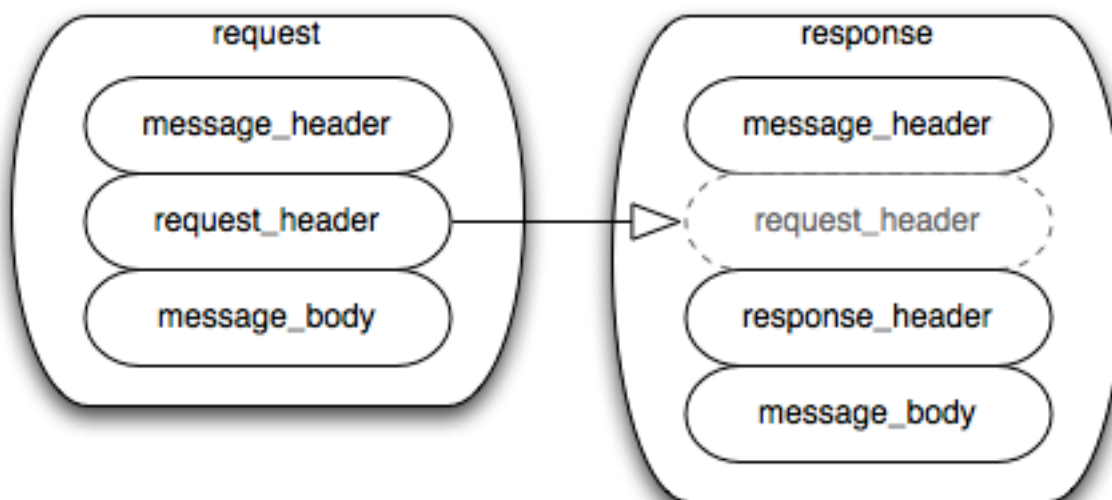 request
message_header
request_header
message_body
response
message_header
request_header
response_header
message_body